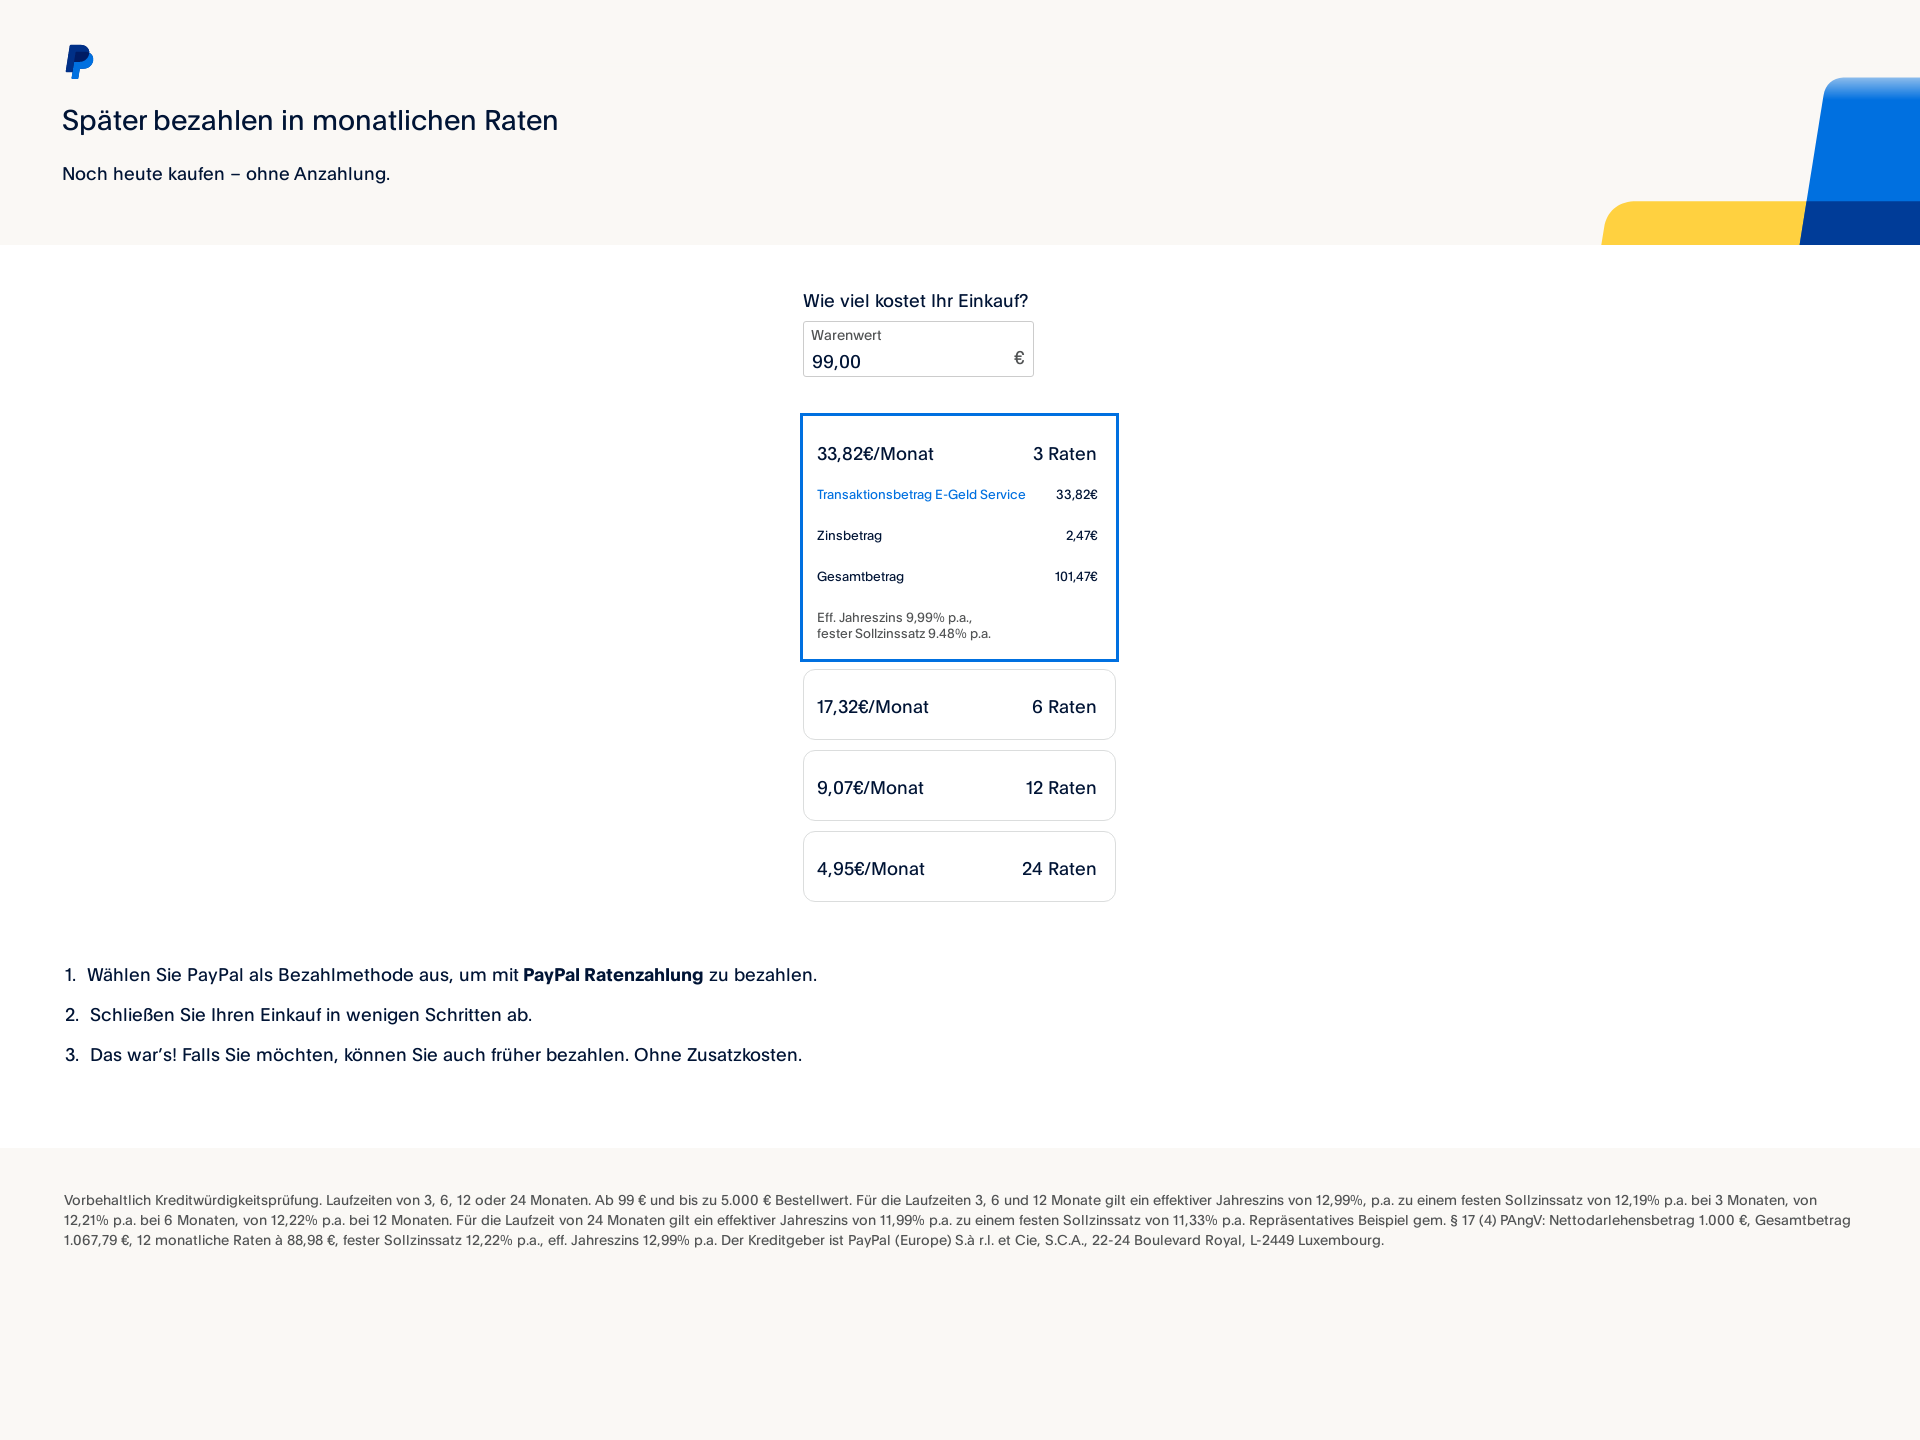 Später bezahlen in monatlichen Raten
Noch heute kaufen – ohne Anzahlung.
Wie viel kostet Ihr Einkauf?
Warenwert
99,00 €
33,82€/Monat 3 Raten
Transaktionsbetrag E-Geld Service 33,82€
Zinsbetrag 2,47€
Gesamtbetrag 101,47€
Eff. Jahreszins 9,99% p.a.,
fester Sollzinssatz 9.48% p.a.
17,32€/Monat 6 Raten
9,07€/Monat 12 Raten
4,95€/Monat 24 Raten
1. Wählen Sie PayPal als Bezahlmethode aus, um mit PayPal Ratenzahlung zu bezahlen.
2. Schließen Sie Ihren Einkauf in wenigen Schritten ab.
3. Das war’s! Falls Sie möchten, können Sie auch früher bezahlen. Ohne Zusatzkosten.
Vorbehaltlich Kreditwürdigkeitsprüfung. Laufzeiten von 3, 6, 12 oder 24 Monaten. Ab 99 € und bis zu 5.000 € Bestellwert. Für die Laufzeiten 3, 6 und 12 Monate gilt ein effektiver Jahreszins von 12,99%, p.a. zu einem festen Sollzinssatz von 12,19% p.a. bei 3 Monaten, von
12,21% p.a. bei 6 Monaten, von 12,22% p.a. bei 12 Monaten. Für die Laufzeit von 24 Monaten gilt ein effektiver Jahreszins von 11,99% p.a. zu einem festen Sollzinssatz von 11,33% p.a. Repräsentatives Beispiel gem. § 17 (4) PAngV: Nettodarlehensbetrag 1.000 €, Gesamtbetrag
1.067,79 €, 12 monatliche Raten à 88,98 €, fester Sollzinssatz 12,22% p.a., eff. Jahreszins 12,99% p.a. Der Kreditgeber ist PayPal (Europe) S.à r.l. et Cie, S.C.A., 22-24 Boulevard Royal, L-2449 Luxembourg.